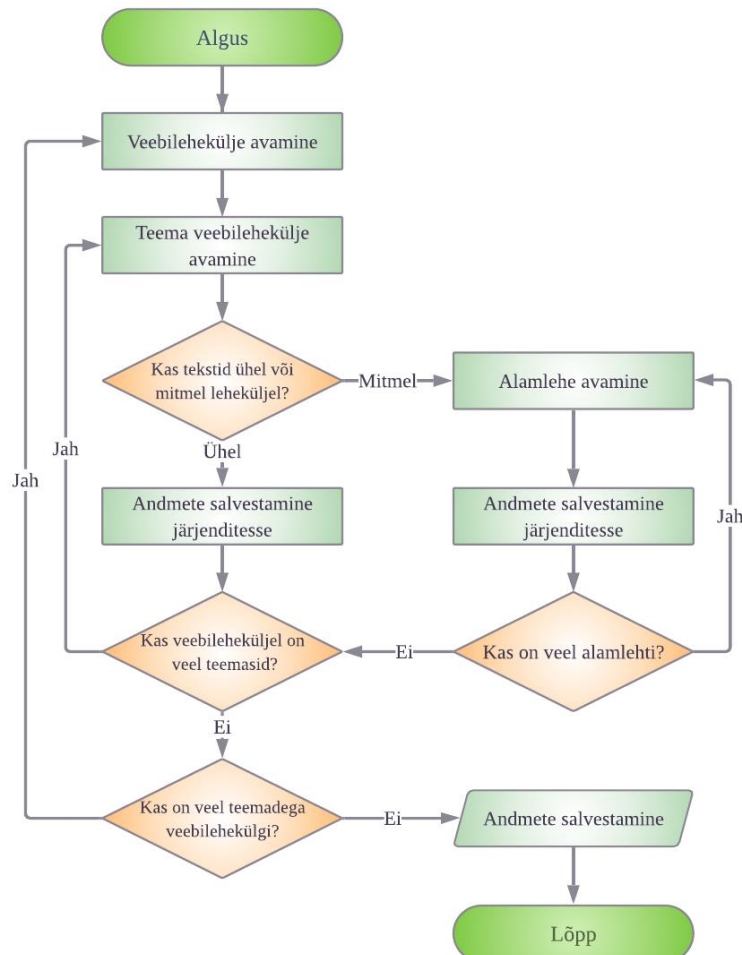 Algus
Veebilehekülje avamine
Teema veebilehekülje
avamine
Kas tekstid ühel või
mitmel leheküljel?
Mitmel
Alamlehe avamine
Ühel
Jah
Jah
Jah
Andmete salvestamine
järjenditesse
Andmete salvestamine
järjenditesse
Kas veebileheküljel on
veel teemasid?
Ei
Kas on veel alamlehti?
Ei
Kas on veel teemadega
veebilehekülgi?
Ei
Andmete salvestamine
Lõpp